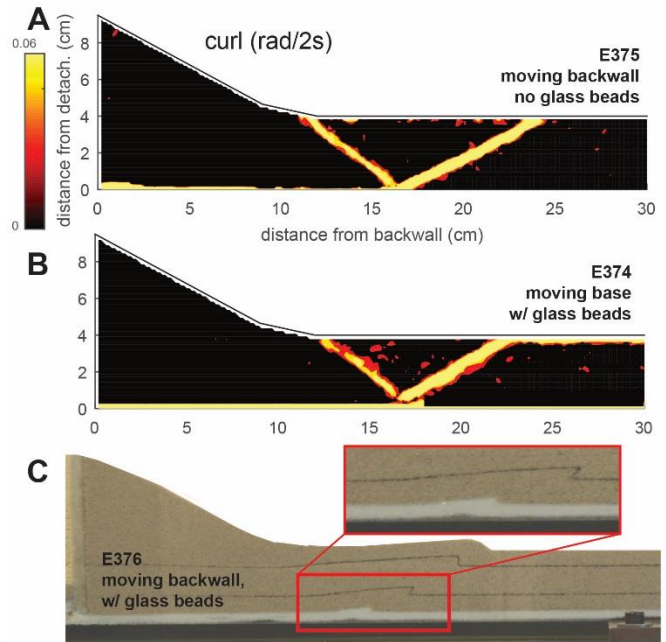 A
0.06
0
distance from detach. (cm)
8
6
4
2
0
curl (rad/2s)
E375
moving backwall
no glass beads
0
5
10
15
20
25
30
distance from backwall (cm)
B
8
6
4
2
0
E374
moving base
w/ glass beads
0
5
10
15
20
25
30
C
E376
moving backwall,
w/ glass beads